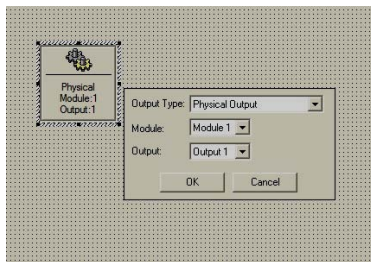 Physical
Module:1
Output:1
Output Type: Physical Output
Module: Module 1
Output: Output 1
OK Cancel